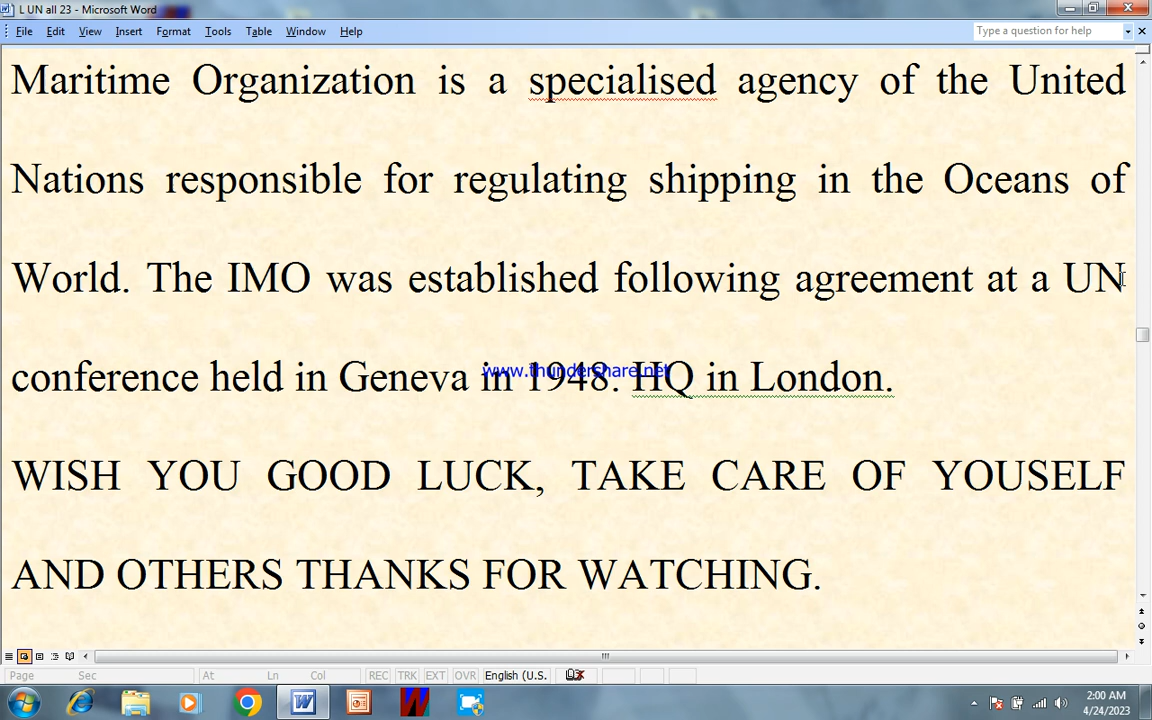 L UN all 23 - Microsoft Word
File Edit View Insert Format Tools Table Window Help Type a question for help
Maritime Organization is a specialised agency of the United
Nations responsible for regulating shipping in the Oceans of
World. The IMO was established following agreement at a UN
conference held in Geneva in 1948. HQ in London.
www.thundershare.net
WISH YOU GOOD LUCK, TAKE CARE OF YOUSELF
AND OTHERS THANKS FOR WATCHING.
Page Sec At Ln Col REC TRK EXT OVR English (U.S.
2:00 AM
4/24/2023